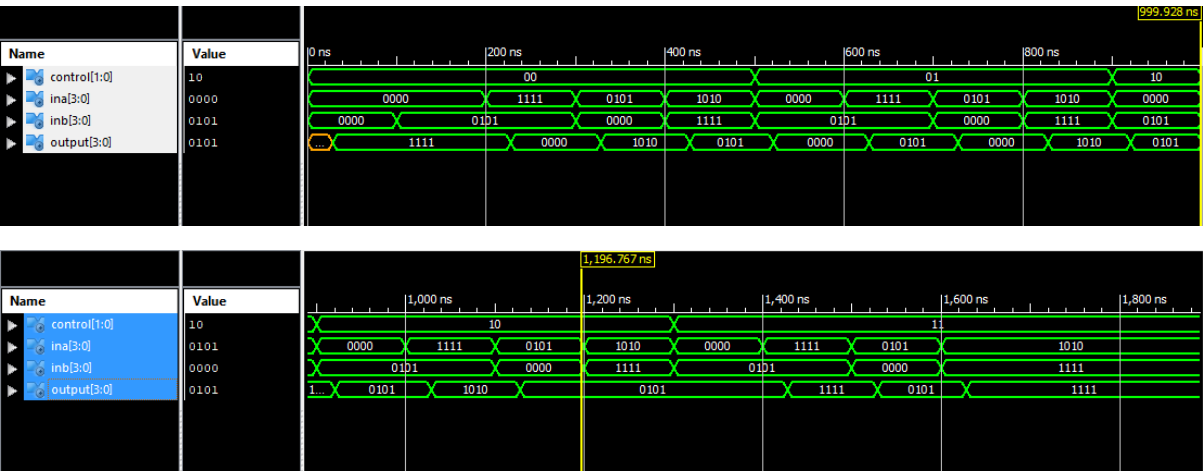 999.928 ns
Name Value 0 ns 200 ns 400 ns 600 ns 800 ns
control[1:0] 10 00 01 10
ina[3:0] 0000 0000 1111 0101 1010 0000 1111 0101 1010 0000
inb[3:0] 0101 0000 0101 0000 1111 0101 0000 1111 0101
output[3:0] 0101 ... 1111 0000 1010 0101 0000 0101 0000 1010 0101
1,196.767 ns
Name Value 1,000 ns 1,200 ns 1,400 ns 1,600 ns 1,800 ns
control[1:0] 10 10 11
ina[3:0] 0101 0000 1111 0101 1010 0000 1111 0101 1010
inb[3:0] 0000 0101 0000 1111 0101 0000 1111
output[3:0] 0101 1... 0101 1010 0101 1111 0101 1111